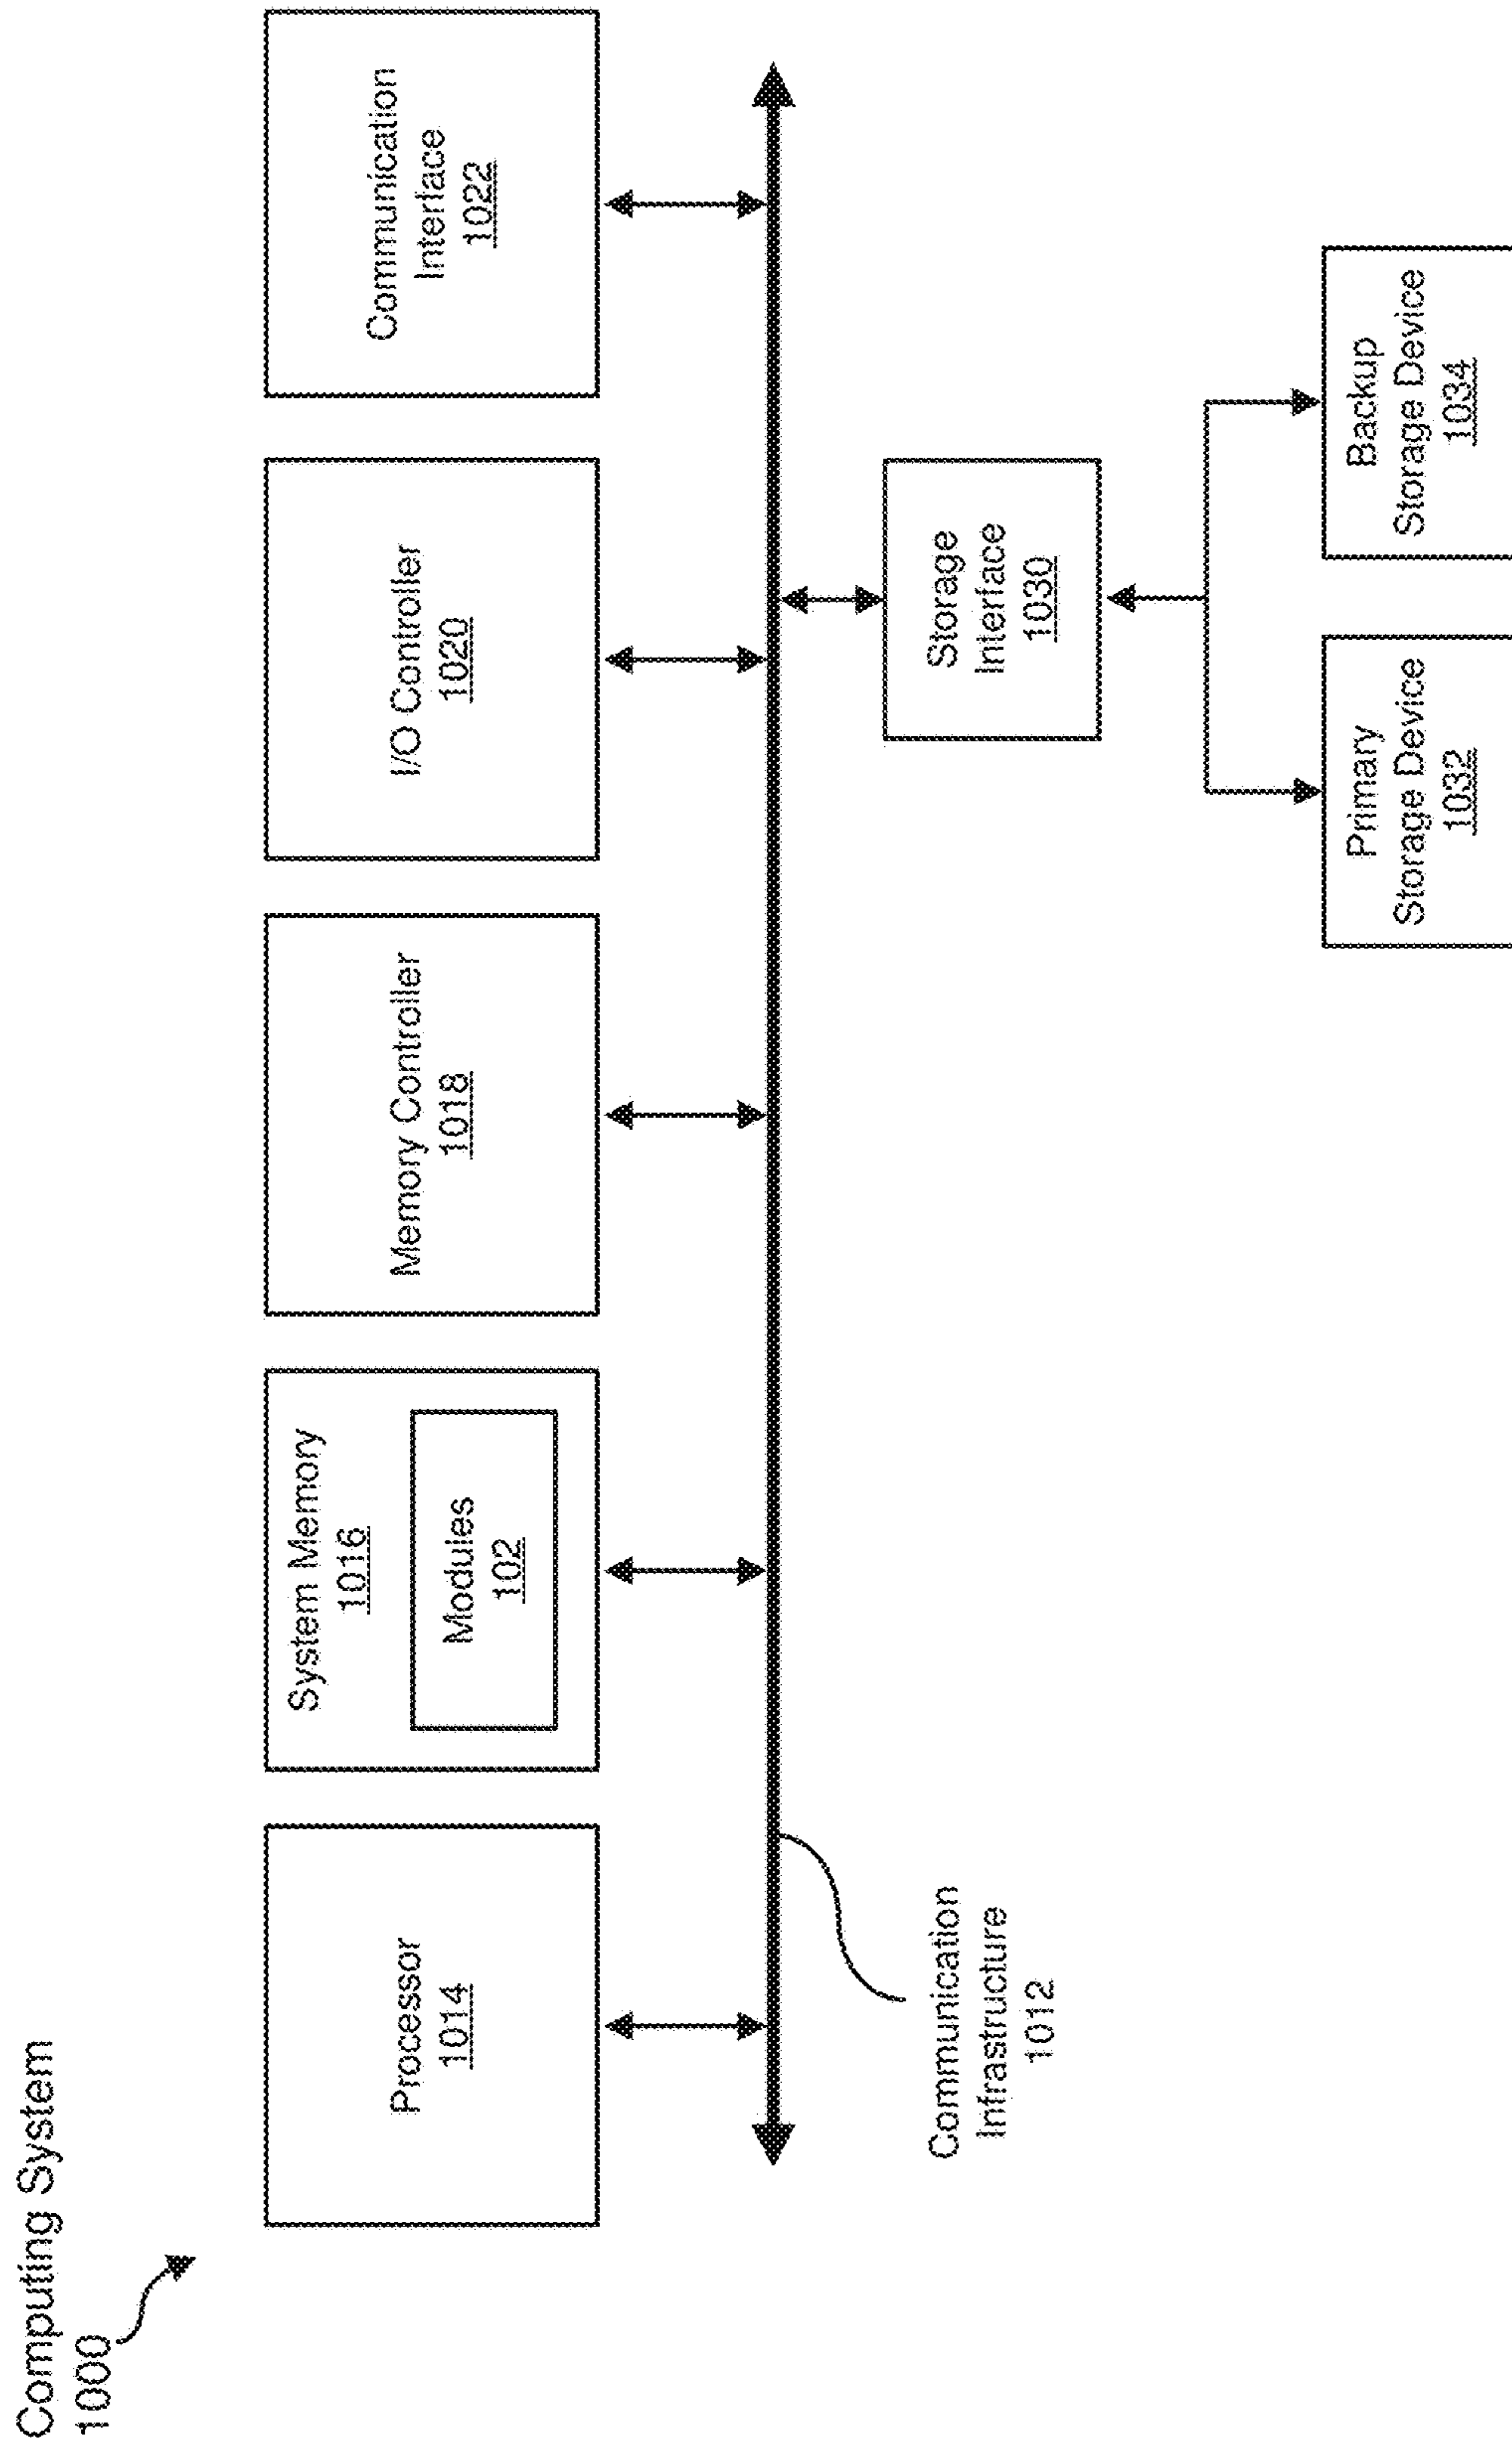 Computing System
1000
Processor
1014
System Memory
1016
Modules
102
Memory Controller
1018
I/O Controller
1020
Communication
Interface
1022
Communication
Infrastructure
1012
Storage
Interface
1030
Primary
Storage Device
1032
Backup
Storage Device
1034